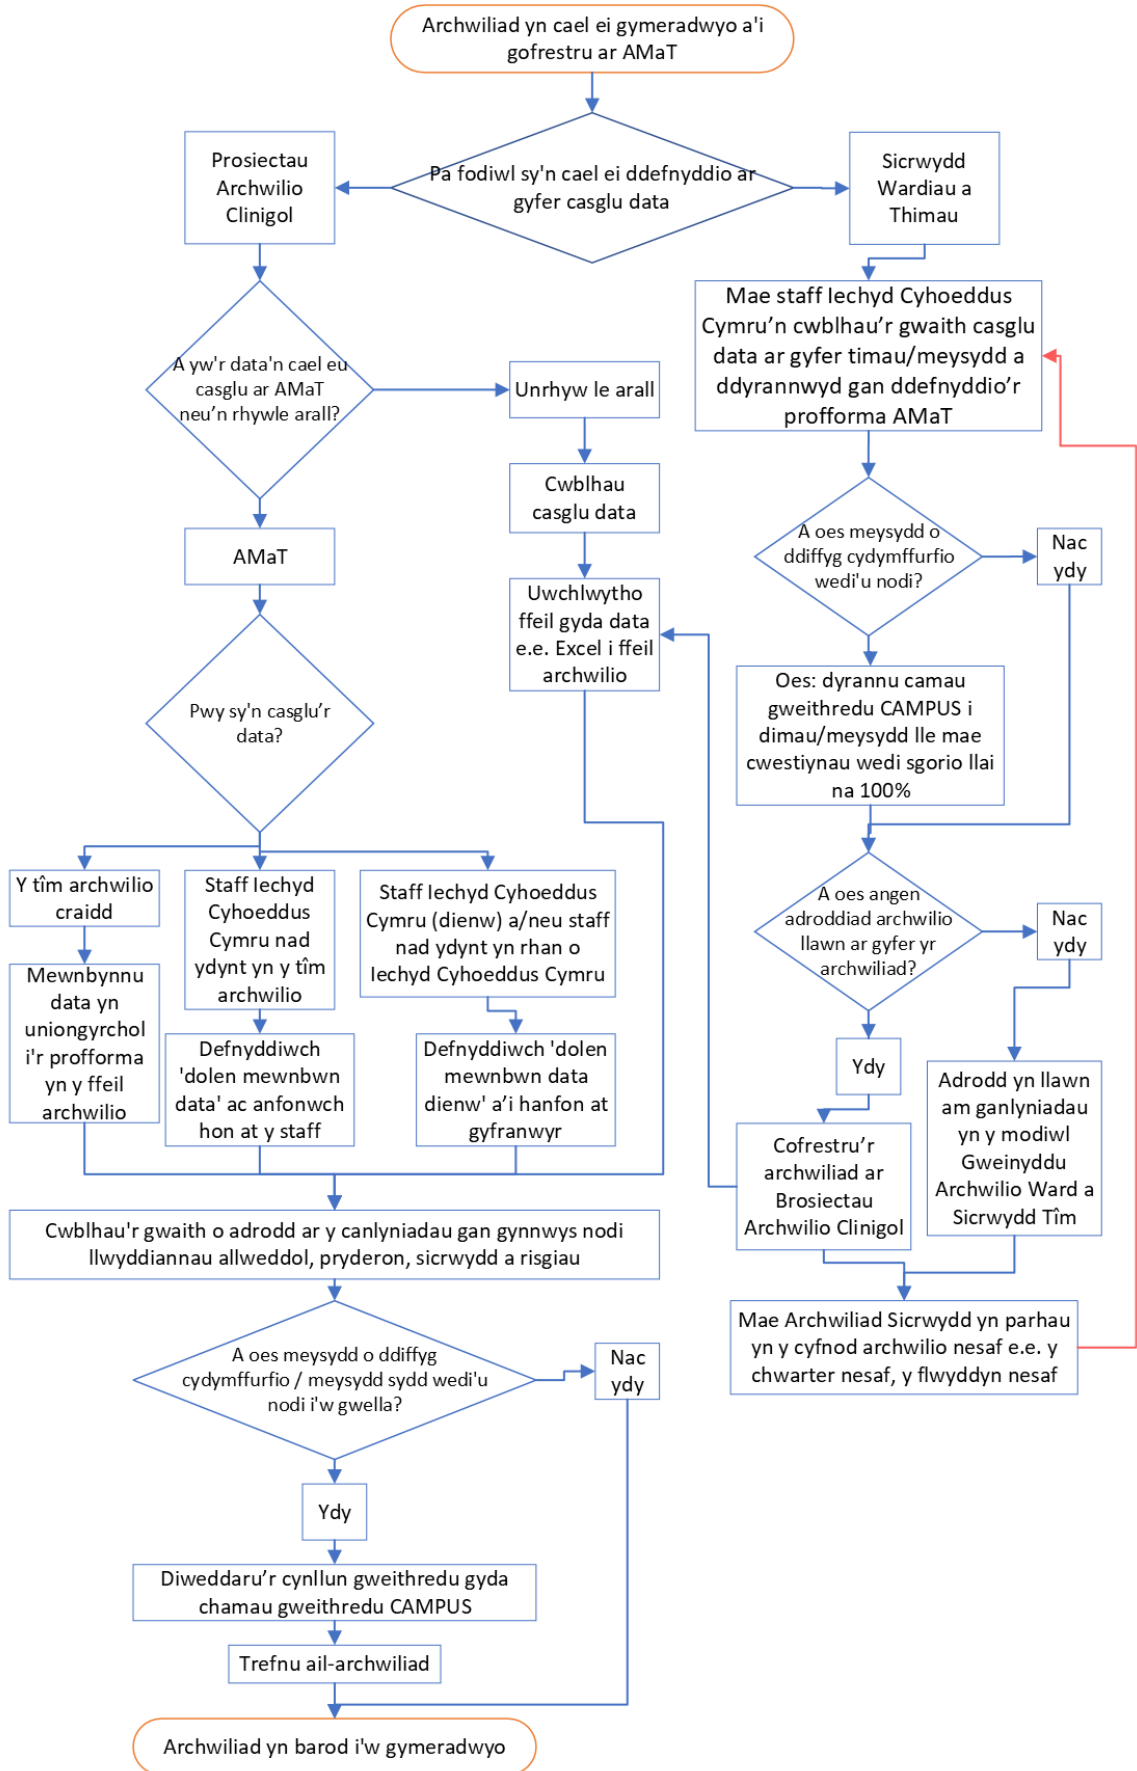 Archwiliad yn cael ei gymeradwyo a'i
gofrestru ar AMaT
Pa fodiwl sy'n cael ei ddefnyddio ar
gyfer casglu data
Prosiectau
Archwilio
Clinigol
Sicrwydd
Wardiau a
Thimau
A yw'r data'n cael eu
casglu ar AMaT
neu’n rhywle arall?
Unrhyw le arall
Cwblhau
casglu data
Uwchlwytho
ffeil gyda data
e.e. Excel i ffeil
archwilio
AMaT
Pwy sy'n casglu’r
data?
Y tîm archwilio
craidd
Mewnbynnu
data yn
uniongyrchol
i'r profforma
yn y ffeil
archwilio
Staff Iechyd
Cyhoeddus
Cymru nad
ydynt yn y tîm
archwilio
Defnyddiwch
'dolen mewnbwn
data' ac anfonwch
hon at y staff
Staff Iechyd Cyhoeddus
Cymru (dienw) a/neu staff
nad ydynt yn rhan o
Iechyd Cyhoeddus Cymru
Defnyddiwch 'dolen
mewnbwn data
dienw' a’i hanfon at
gyfranwyr
Mae staff Iechyd Cyhoeddus
Cymru’n cwblhau’r gwaith casglu
data ar gyfer timau/meysydd a
ddyrannwyd gan ddefnyddio’r
profforma AMaT
A oes meysydd o
ddiffyg cydymffurfio
wedi'u nodi?
Nac
ydy
Oes: dyrannu camau
gweithredu CAMPUS i
dimau/meysydd lle mae
cwestiynau wedi sgorio llai
na 100%
A oes angen
adroddiad archwilio
llawn ar gyfer yr
archwiliad?
Nac
ydy
Ydy
Cofrestru’r
archwiliad ar
Brosiectau
Archwilio Clinigol
Adrodd yn llawn
am ganlyniadau
yn y modiwl
Gweinyddu
Archwilio Ward a
Sicrwydd Tîm
Mae Archwiliad Sicrwydd yn parhau
yn y cyfnod archwilio nesaf e.e. y
chwarter nesaf, y flwyddyn nesaf
Cwblhau'r gwaith o adrodd ar y canlyniadau gan gynnwys nodi
llwyddiannau allweddol, pryderon, sicrwydd a risgiau
A oes meysydd o ddiffyg
cydymffurfio / meysydd sydd wedi'u
nodi i'w gwella?
Nac
ydy
Ydy
Diweddaru’r cynllun gweithredu gyda
chamau gweithredu CAMPUS
Trefnu ail-archwiliad
Archwiliad yn barod i'w gymeradwyo